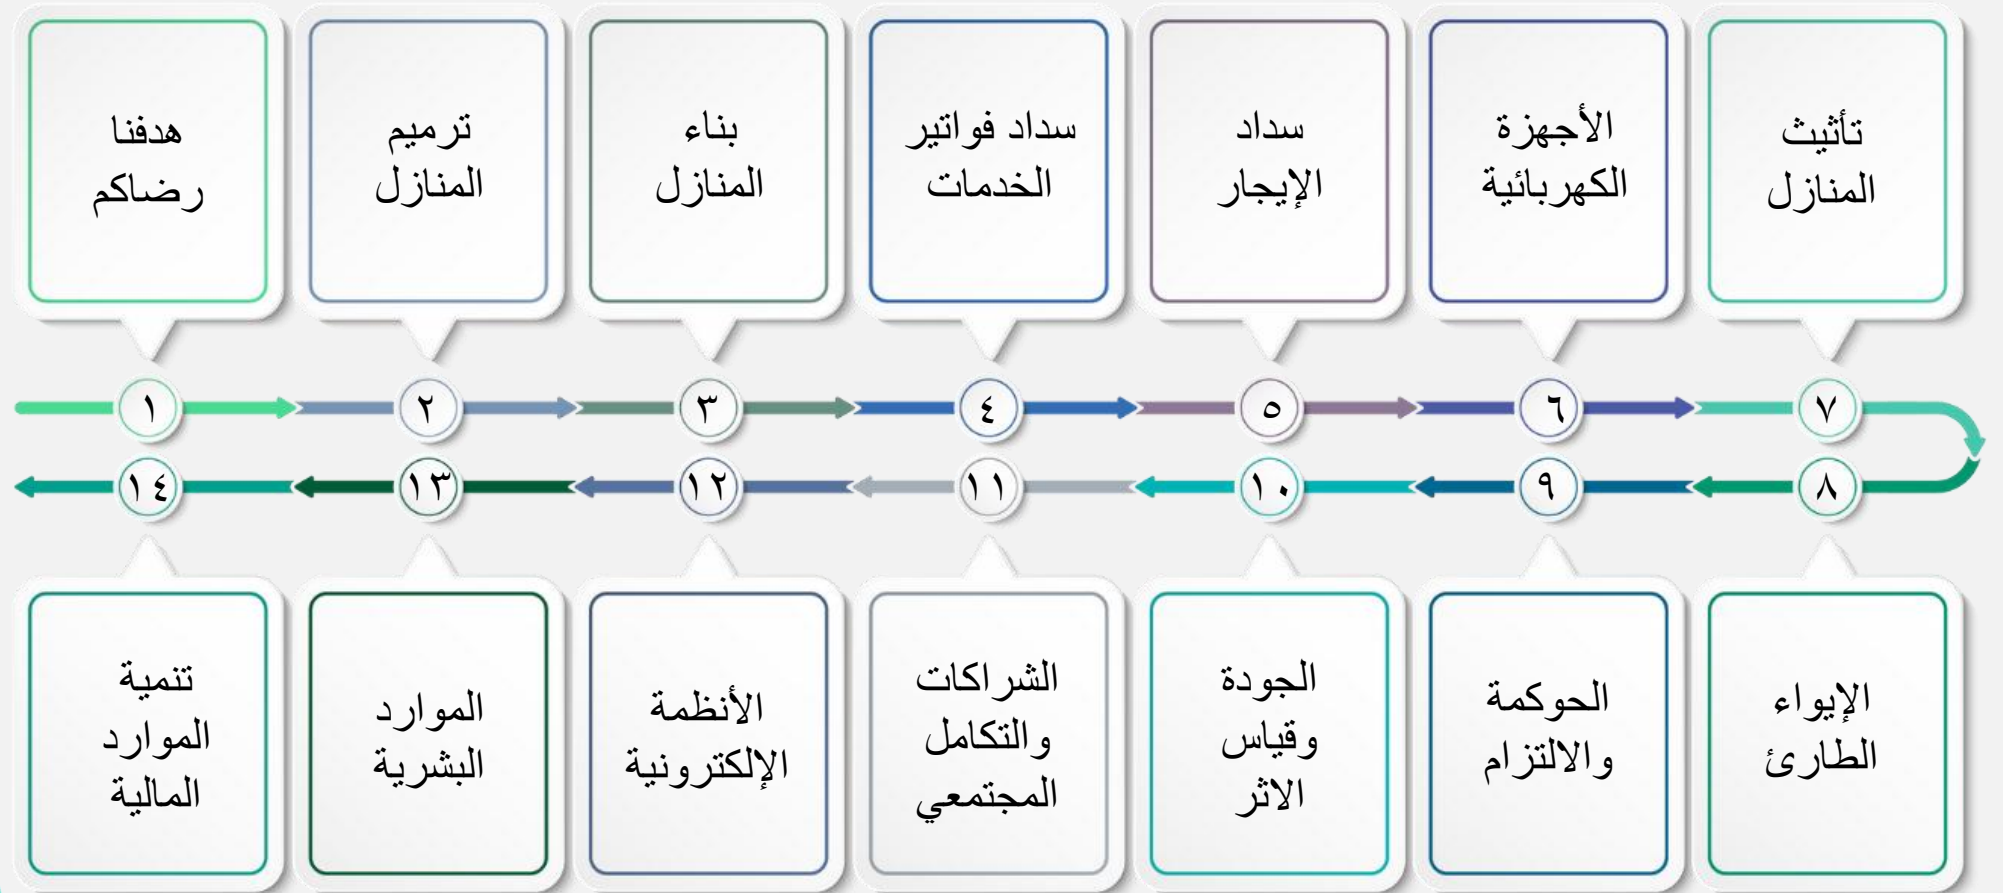 هدفنا
رضاكم
١
ترميم
المنازل
٢
بناء
المنازل
٣
سداد فواتير
الخدمات
٤
سداد
الإيجار
٥
الأجهزة
الكهربائية
٦
تأثيث
المنازل
٧
٨
الإيواء
الطارئ
٩
الحوكمة
والالتزام
١٠
الجودة
وقياس
الاثر
١١
الشراكات
والتكامل
المجتمعي
١٢
الأنظمة
الإلكترونية
١٣
الموارد
البشرية
١٤
تنمية
الموارد
المالية